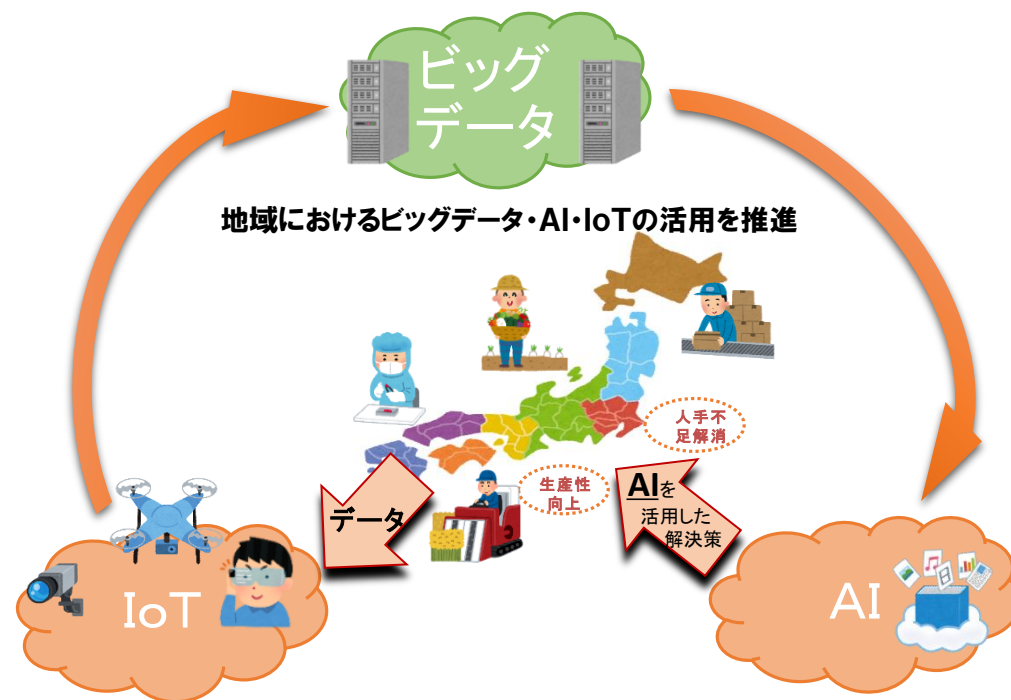 ビッグ
データ
地域におけるビッグデータ・AI・IoTの活用を推進
人手不
足解消
生産性
向上
AIを
活用した
解決策
データ
IoT
AI